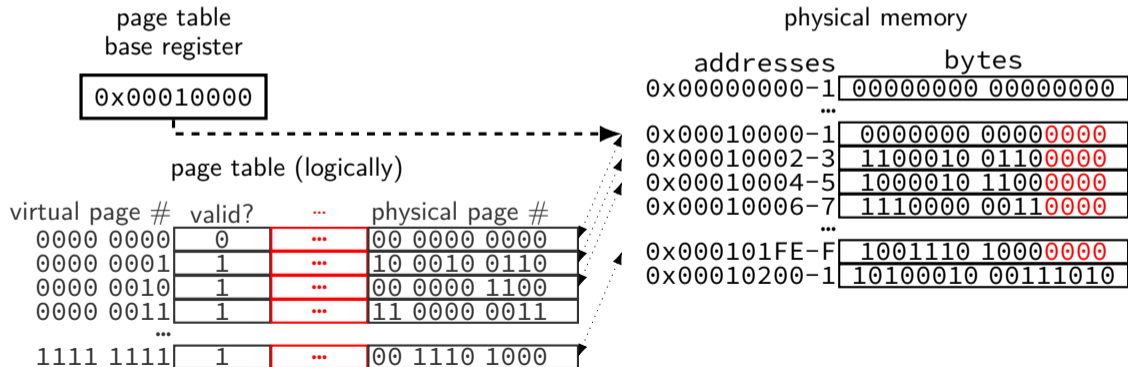 page table
base register
0x00010000
physical memory
addresses bytes
0x00000000-1 00000000 00000000
...
0x00010000-1 0000000 00000000
0x00010002-3 1100010 01100000
0x00010004-5 1000010 11000000
0x00010006-7 1110000 00110000
...
0x000101FE-F 1001110 10000000
0x00010200-1 10100010 00111010
page table (logically)
virtual page # valid? ... physical page #
0000 0000 0 ... 00 0000 0000
0000 0001 1 ... 10 0010 0110
0000 0010 1 ... 00 0000 1100
0000 0011 1 ... 11 0000 0011
...
1111 1111 1 ... 00 1110 1000